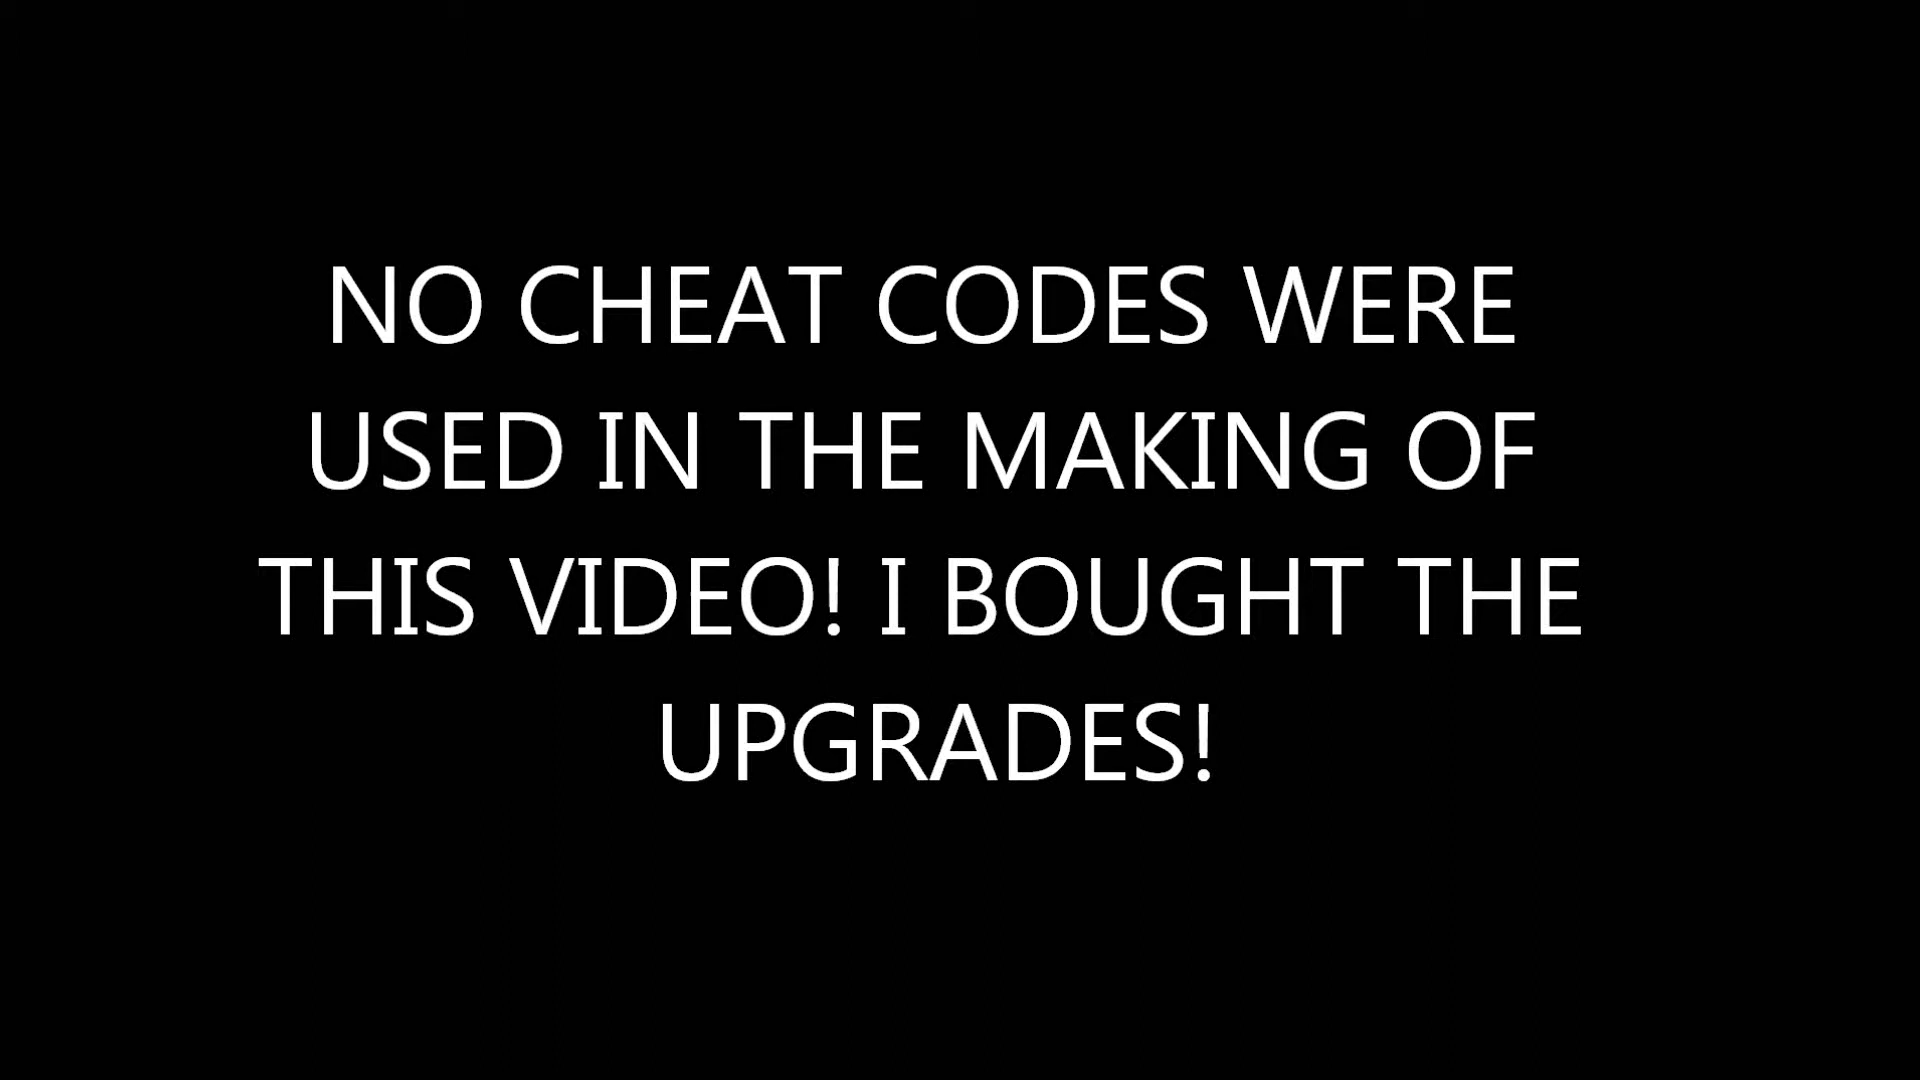 NO CHEAT CODES WERE
USED IN THE MAKING OF
THIS VIDEO! I BOUGHT THE
UPGRADES!